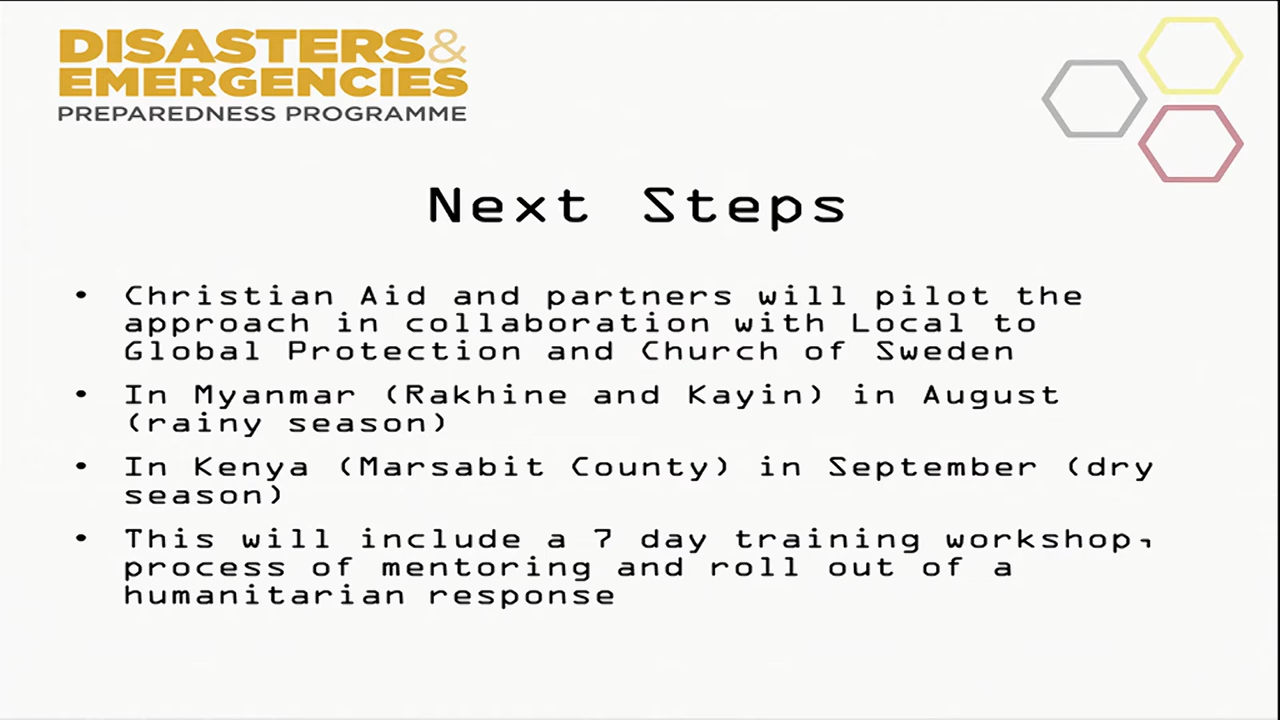 DISASTERS&
EMERGENCIES
PREPAREDNESS PROGRAMME
Next Steps
• Christian Aid and partners will pilot the
approach in collaboration with Local to
Global Protection and Church of Sweden
• In Myanmar (Rakhine and Kayin) in August
(rainy season)
• In Kenya (Marsabit County) in September (dry
season)
• This will include a 7 day training workshop,
process of mentoring and roll out of a
humanitarian response